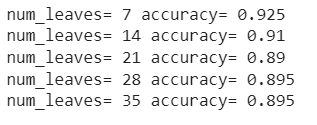 num_leaves= 7 accuracy= 0.925
num_leaves= 14 accuracy= 0.91
num_leaves= 21 accuracy= 0.89
num_leaves= 28 accuracy= 0.895
num_leaves= 35 accuracy= 0.895